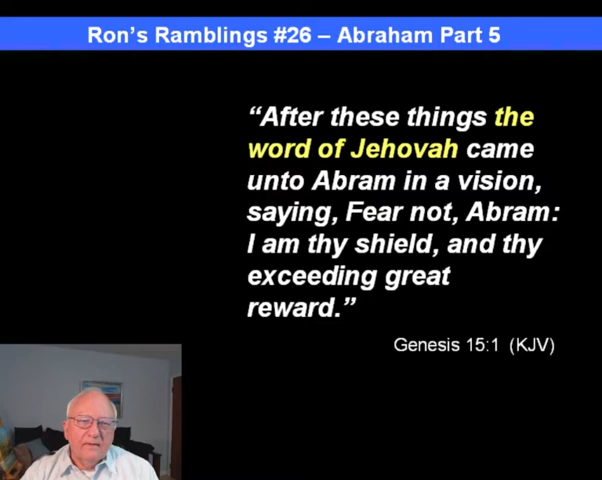 Ron's Ramblings #26 – Abraham Part 5
“After these things the
word of Jehovah came
unto Abram in a vision,
saying, Fear not, Abram:
I am thy shield, and thy
exceeding great
reward.”
Genesis 15:1 (KJV)